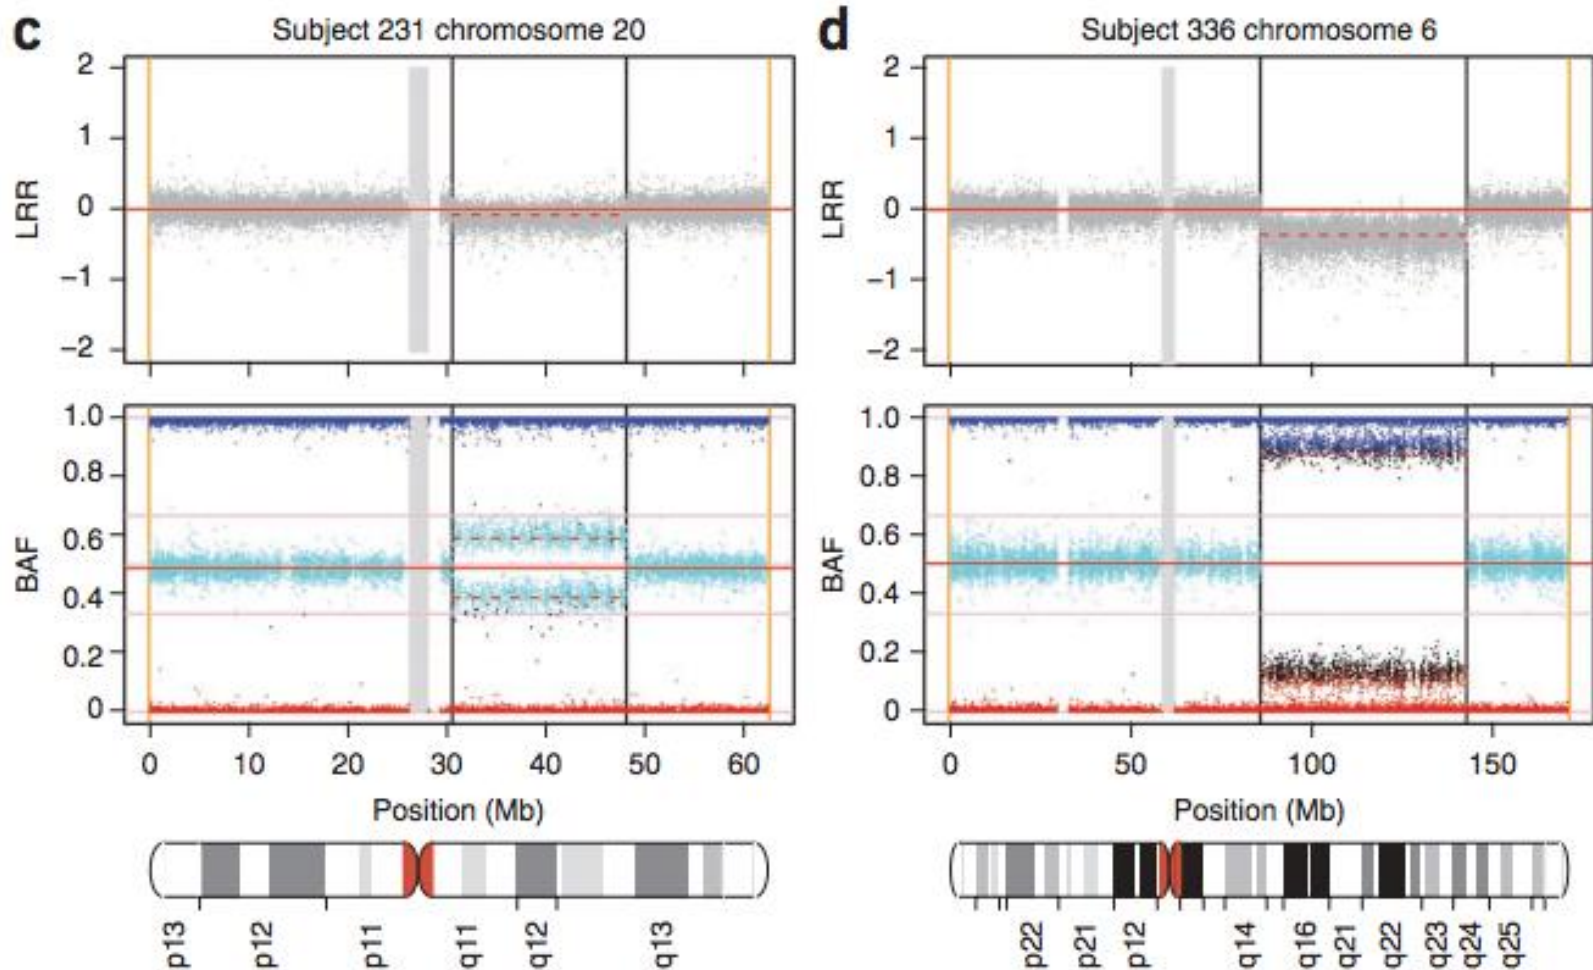 c
Subject 231 chromosome 20
2
1
0
−1
−2
LRR
1.0
0.8
0.6
0.4
0.2
0
BAF
0 10 20 30 40 50 60
Position (Mb)
p13 p12 p11 q11 q12 q13
d
Subject 336 chromosome 6
2
1
0
−1
−2
LRR
1.0
0.8
0.6
0.4
0.2
0
BAF
0 50 100 150
Position (Mb)
p22 p21 p12 q14 q16 q21 q22 q23 q24 q25